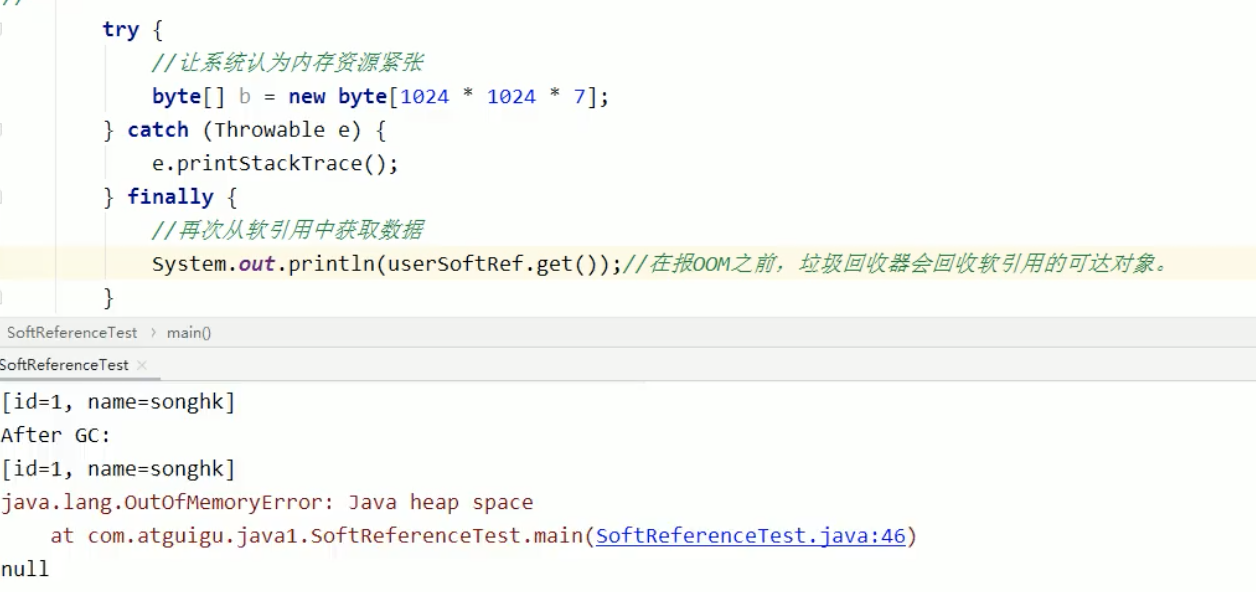 //
try {
//让系统认为内存资源紧张
byte[] b = new byte[1024 * 1024 * 7];
} catch (Throwable e) {
e.printStackTrace();
} finally {
//再次从软引用中获取数据
System.out.println(userSoftRef.get());//在报OOM之前，垃圾回收器会回收软引用的可达对象。
}
SoftReferenceTest › main()
SoftReferenceTest ×
[id=1, name=songhk]
After GC:
[id=1, name=songhk]
java.lang.OutOfMemoryError: Java heap space
at com.atguigu.java1.SoftReferenceTest.main(SoftReferenceTest.java:46)
null